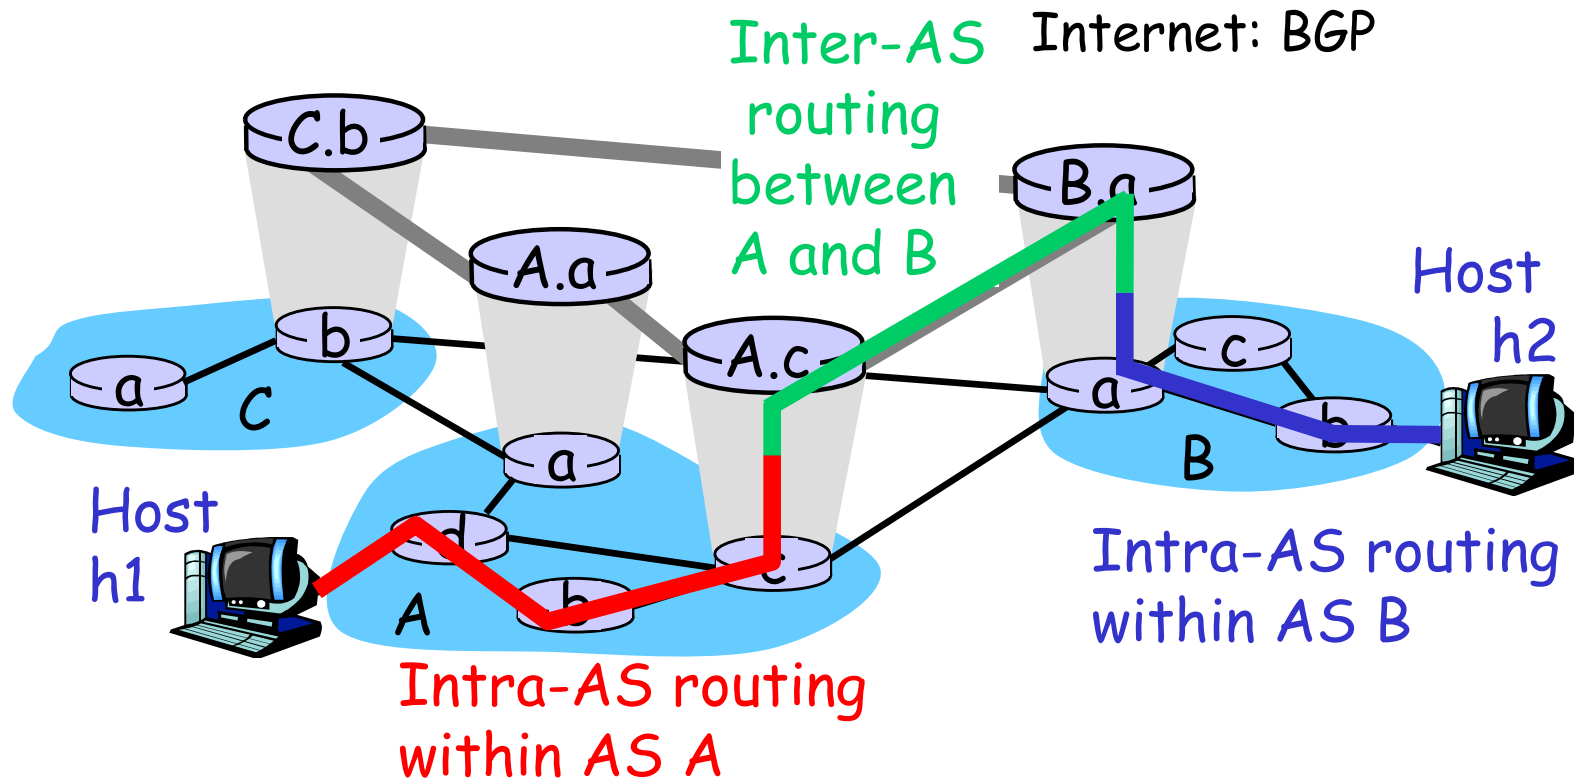 Inter-AS
routing
between
A and B
Internet: BGP
C.b
B.a
A.a
A.c
Host
h2
b
a
C
c
a
b
B
a
Host
h1
d
c
b
A
Intra-AS routing
within AS B
Intra-AS routing
within AS A